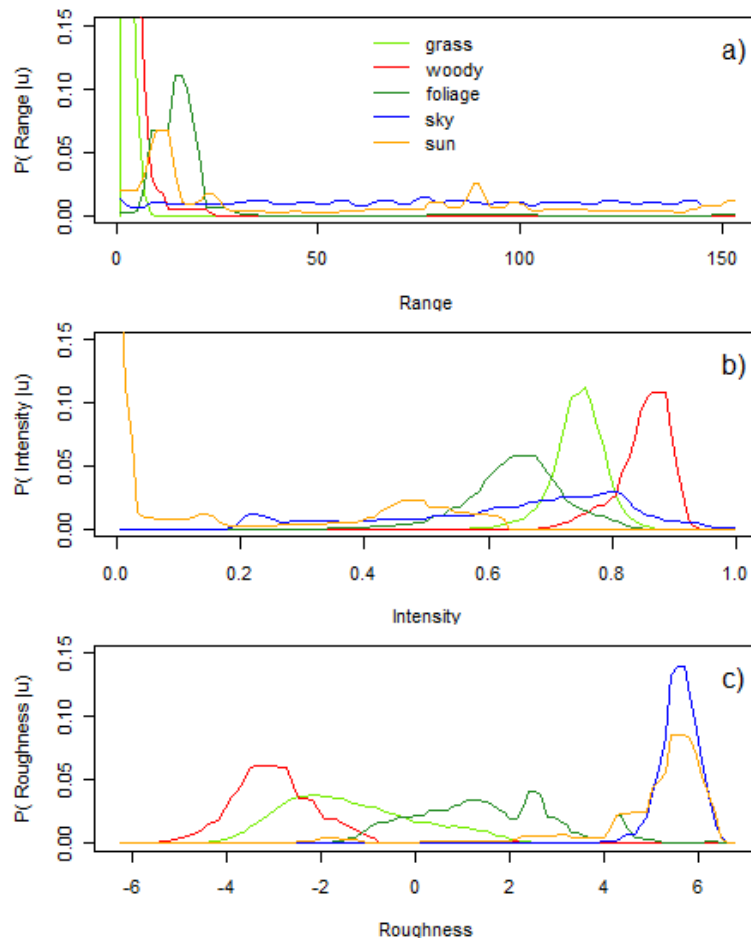 a)
grass
woody
foliage
sky
sun
P( Range |u)
0.00 0.05 0.10 0.15
0 50 100 150
Range
b)
P( Intensity |u)
0.00 0.05 0.10 0.15
0.0 0.2 0.4 0.6 0.8 1.0
Intensity
c)
P( Roughness |u)
0.00 0.05 0.10 0.15
-6 -4 -2 0 2 4 6
Roughness